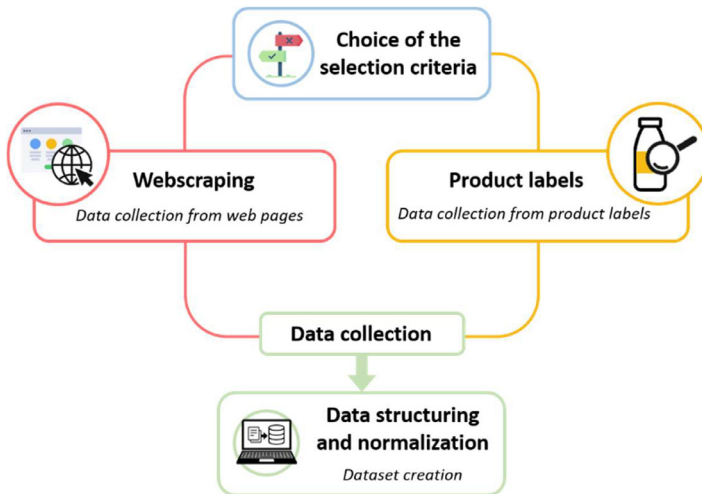 Choice of the
selection criteria
Webscraping
Data collection from web pages
Product labels
Data collection from product labels
Data collection
Data structuring
and normalization
Dataset creation